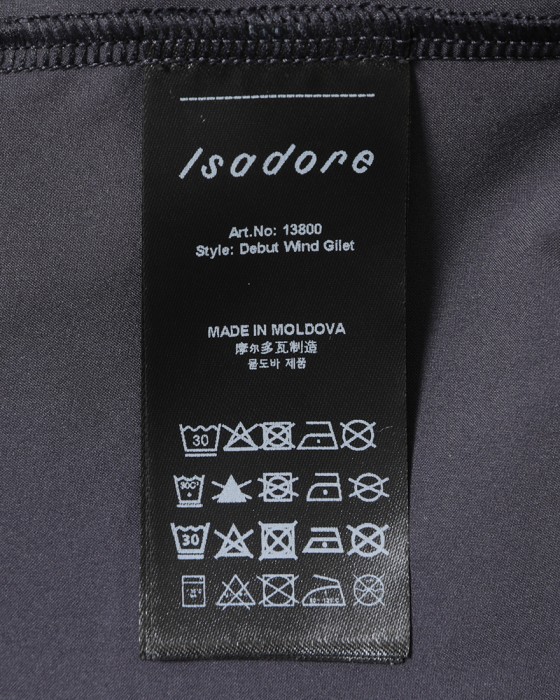 Isadore
Art.No: 13800
Style: Debut Wind Gilet
MADE IN MOLDOVA
摩尔多瓦制造
몰도바 제품
30
30